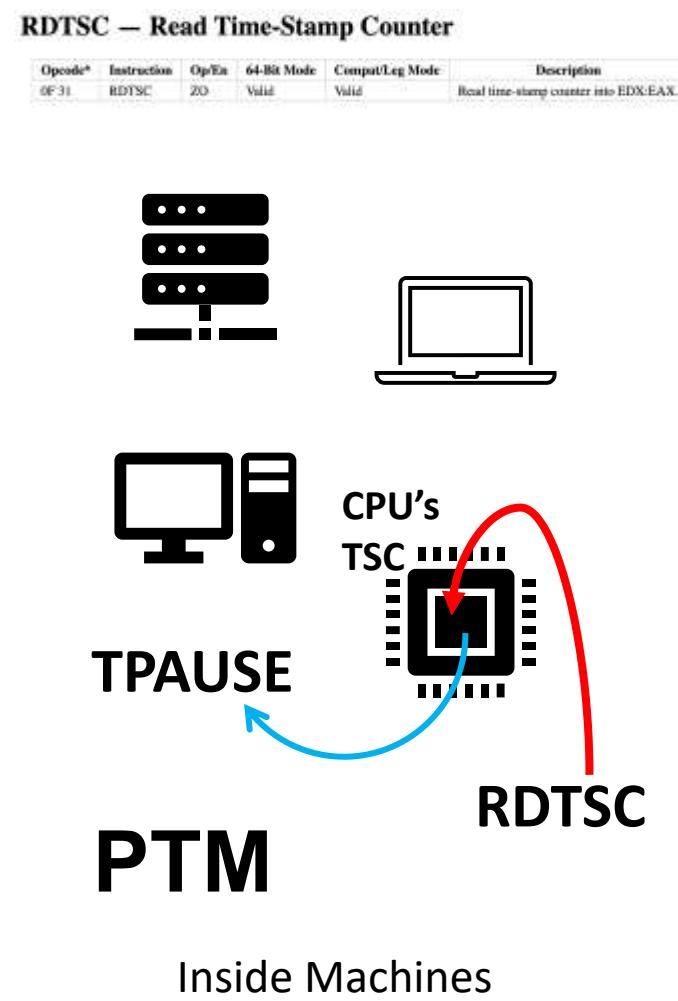 RDTSC — Read Time-Stamp Counter
Opcode* Instruction Op/En 64-Bit Mode Compat/Leg Mode Description
0F 31 RDTSC ZO Valid Valid Read time-stamp counter into EDX:EAX.
CPU's
TSC
TPAUSE
RDTSC
PTM
Inside Machines